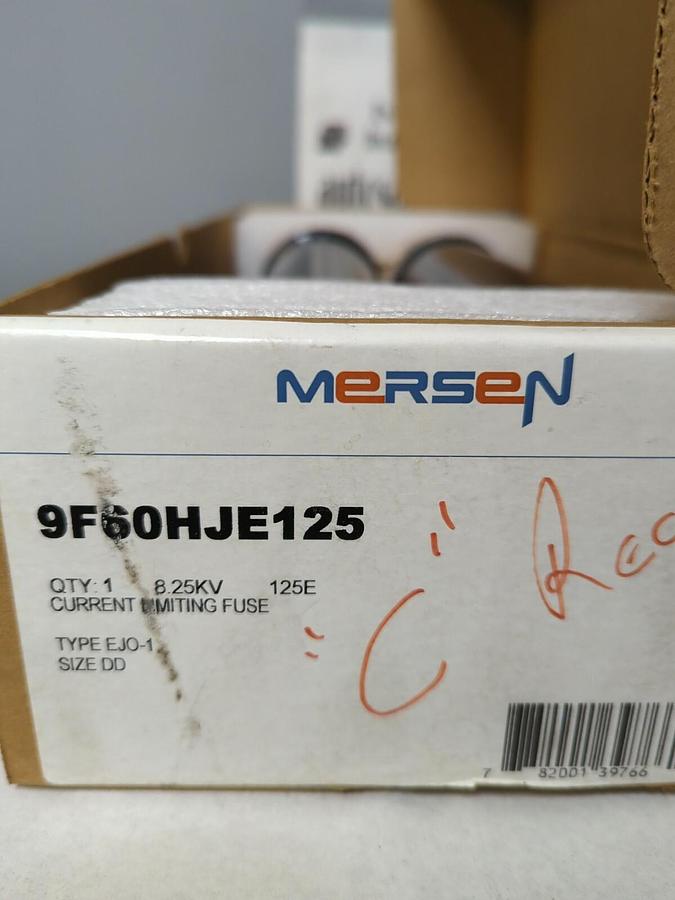 MERSEN
9F60HJE125
QTY: 1 8.25KV 125E
CURRENT LIMITING FUSE
TYPE EJO-1
SIZE DD
"C"
7 82001 39766